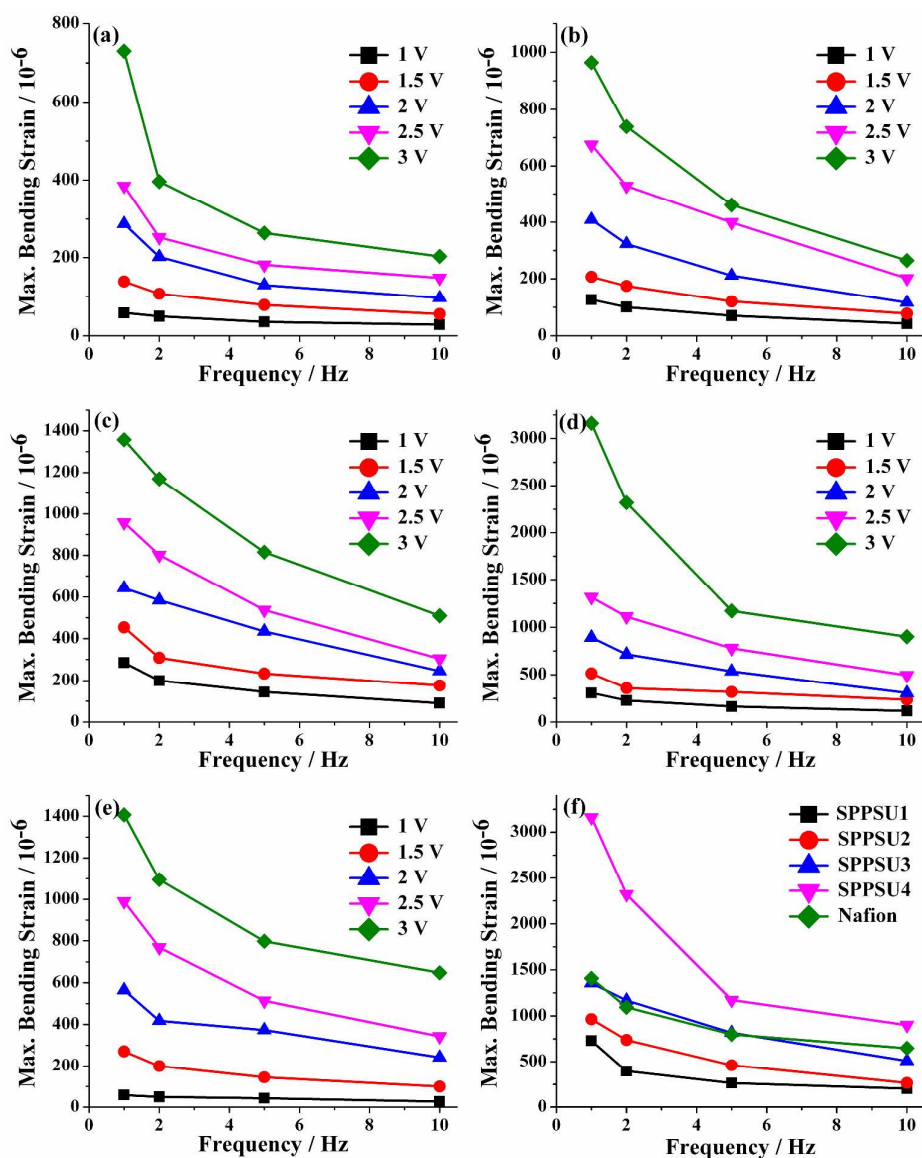 (a)
1 V
1.5 V
2 V
2.5 V
3 V
800
600
400
200
0
Max. Bending Strain / 10-6
0 2 4 6 8 10
Frequency / Hz
(b)
1 V
1.5 V
2 V
2.5 V
3 V
1000
800
600
400
200
0
Max. Bending Strain / 10-6
0 2 4 6 8 10
Frequency / Hz
(c)
1 V
1.5 V
2 V
2.5 V
3 V
1400
1200
1000
800
600
400
200
0
Max. Bending Strain / 10-6
0 2 4 6 8 10
Frequency / Hz
(d)
1 V
1.5 V
2 V
2.5 V
3 V
3000
2500
2000
1500
1000
500
0
Max. Bending Strain / 10-6
0 2 4 6 8 10
Frequency / Hz
(e)
1 V
1.5 V
2 V
2.5 V
3 V
1400
1200
1000
800
600
400
200
0
Max. Bending Strain / 10-6
0 2 4 6 8 10
Frequency / Hz
(f)
SPPSU1
SPPSU2
SPPSU3
SPPSU4
Nafion
3000
2500
2000
1500
1000
500
0
Max. Bending Strain / 10-6
0 2 4 6 8 10
Frequency / Hz